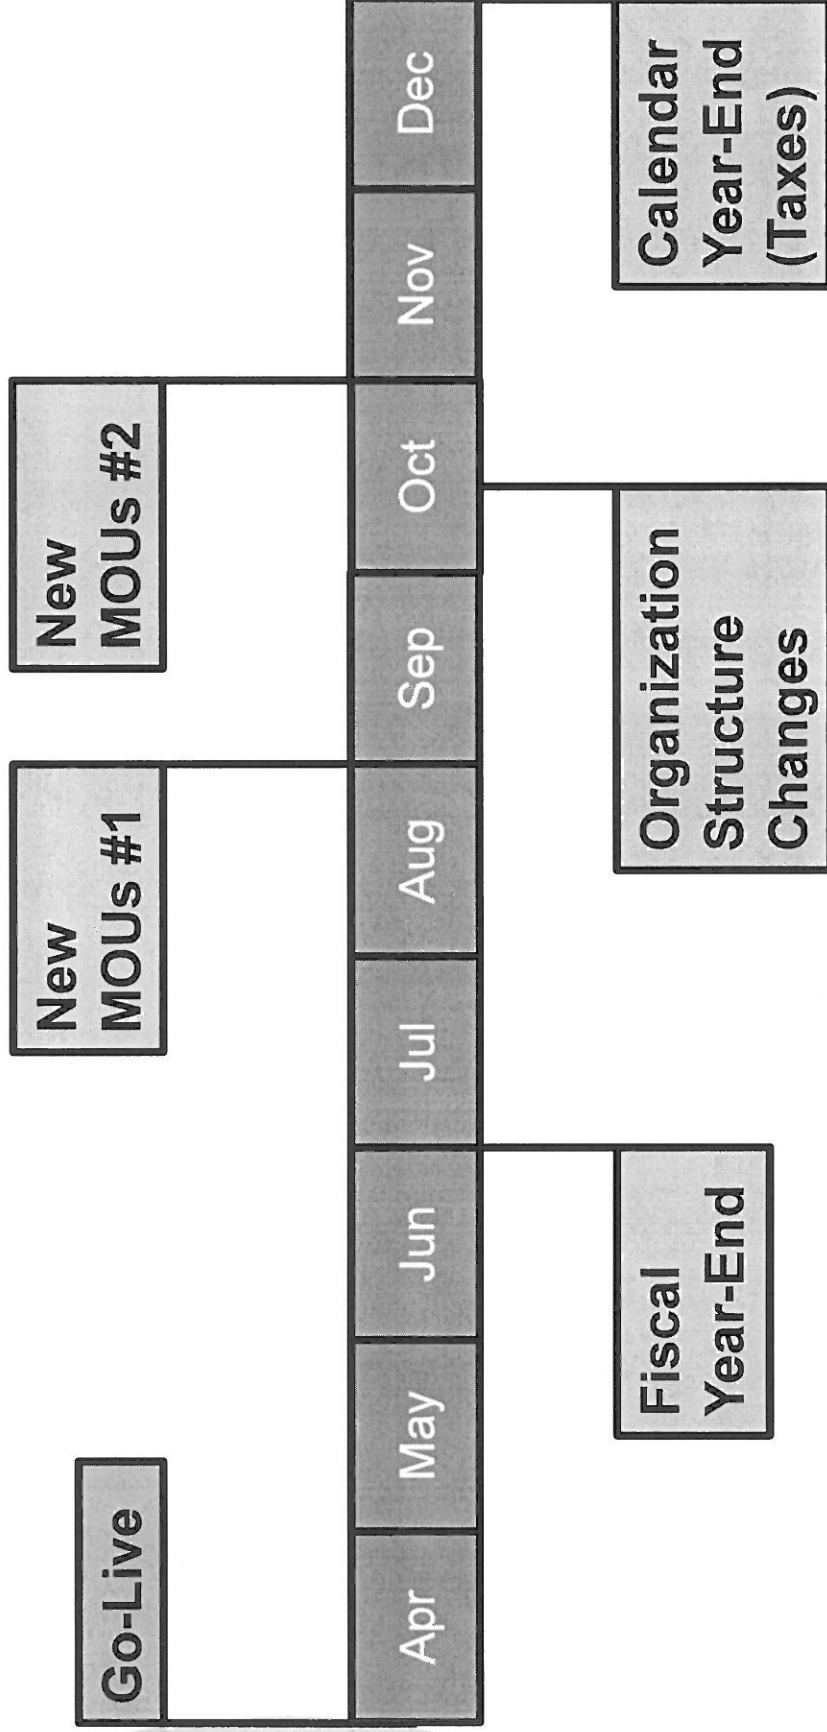 Go-Live
New
MOUs #1
New
MOUs #2
Apr May Jun Jul Aug Sep Oct Nov Dec
Fiscal
Year-End
Organization
Structure
Changes
Calendar
Year-End
(Taxes)